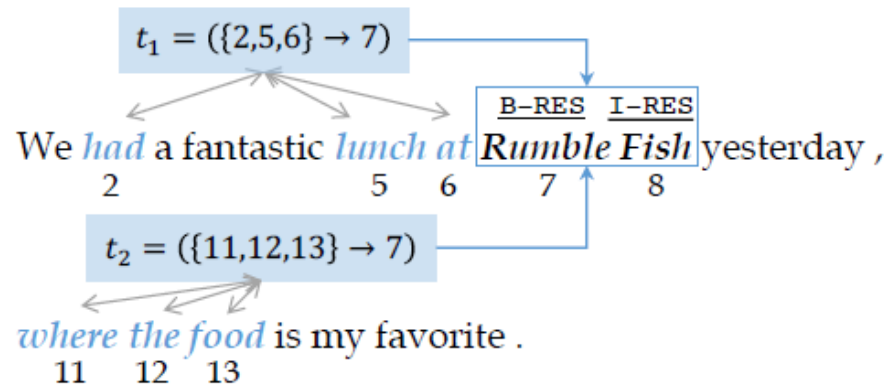 t₁ = ({2,5,6} → 7)
B-RES I-RES
We had a fantastic lunch at Rumble Fish yesterday ,
2 5 6 7 8
t₂ = ({11,12,13} → 7)
where the food is my favorite .
11 12 13